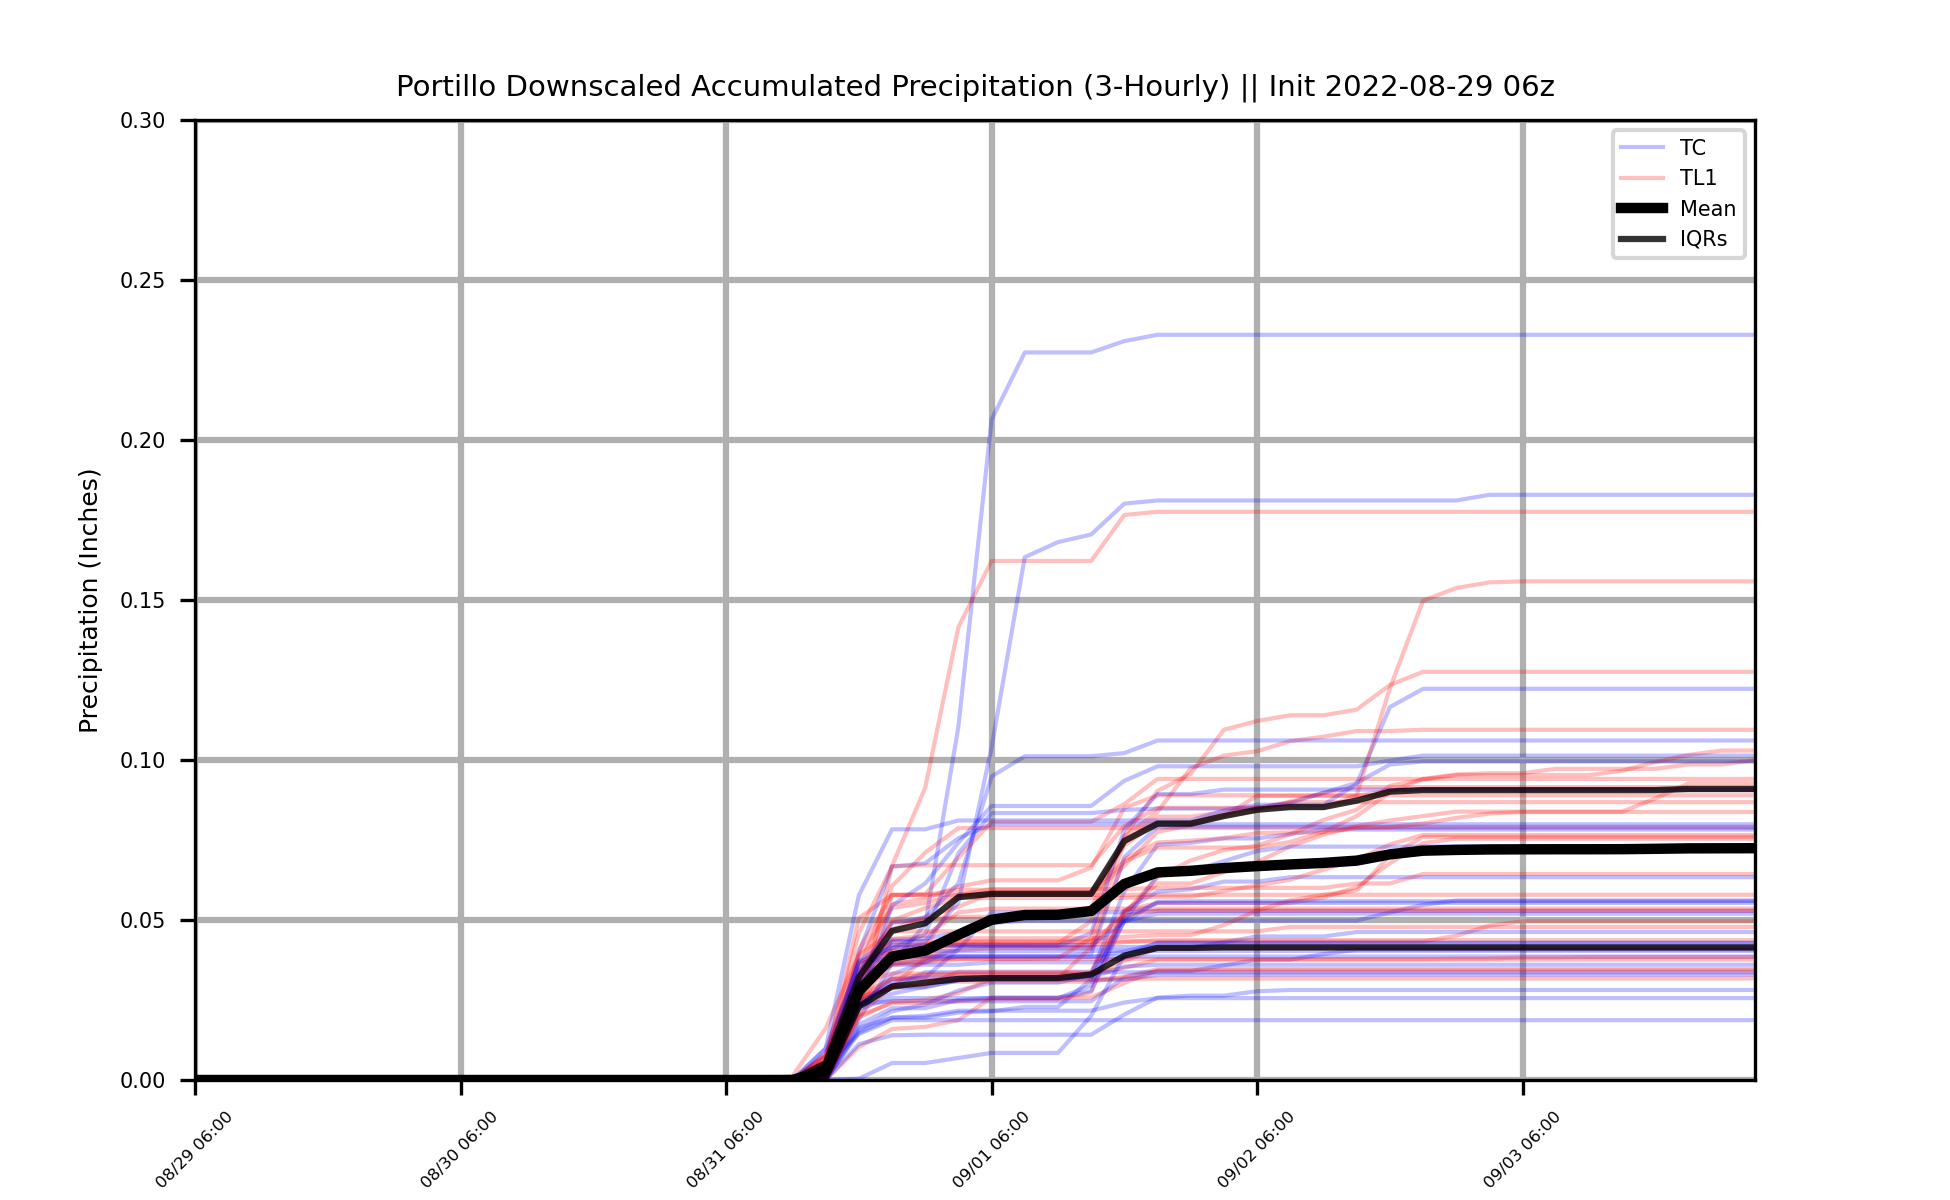 Portillo Downscaled Accumulated Precipitation (3-Hourly) || Init 2022-08-29 06z
Precipitation (Inches)
0.30
0.25
0.20
0.15
0.10
0.05
0.00
TC
TL1
Mean
IQRs
08/29 06:00
08/30 06:00
08/31 06:00
09/01 06:00
09/02 06:00
09/03 06:00